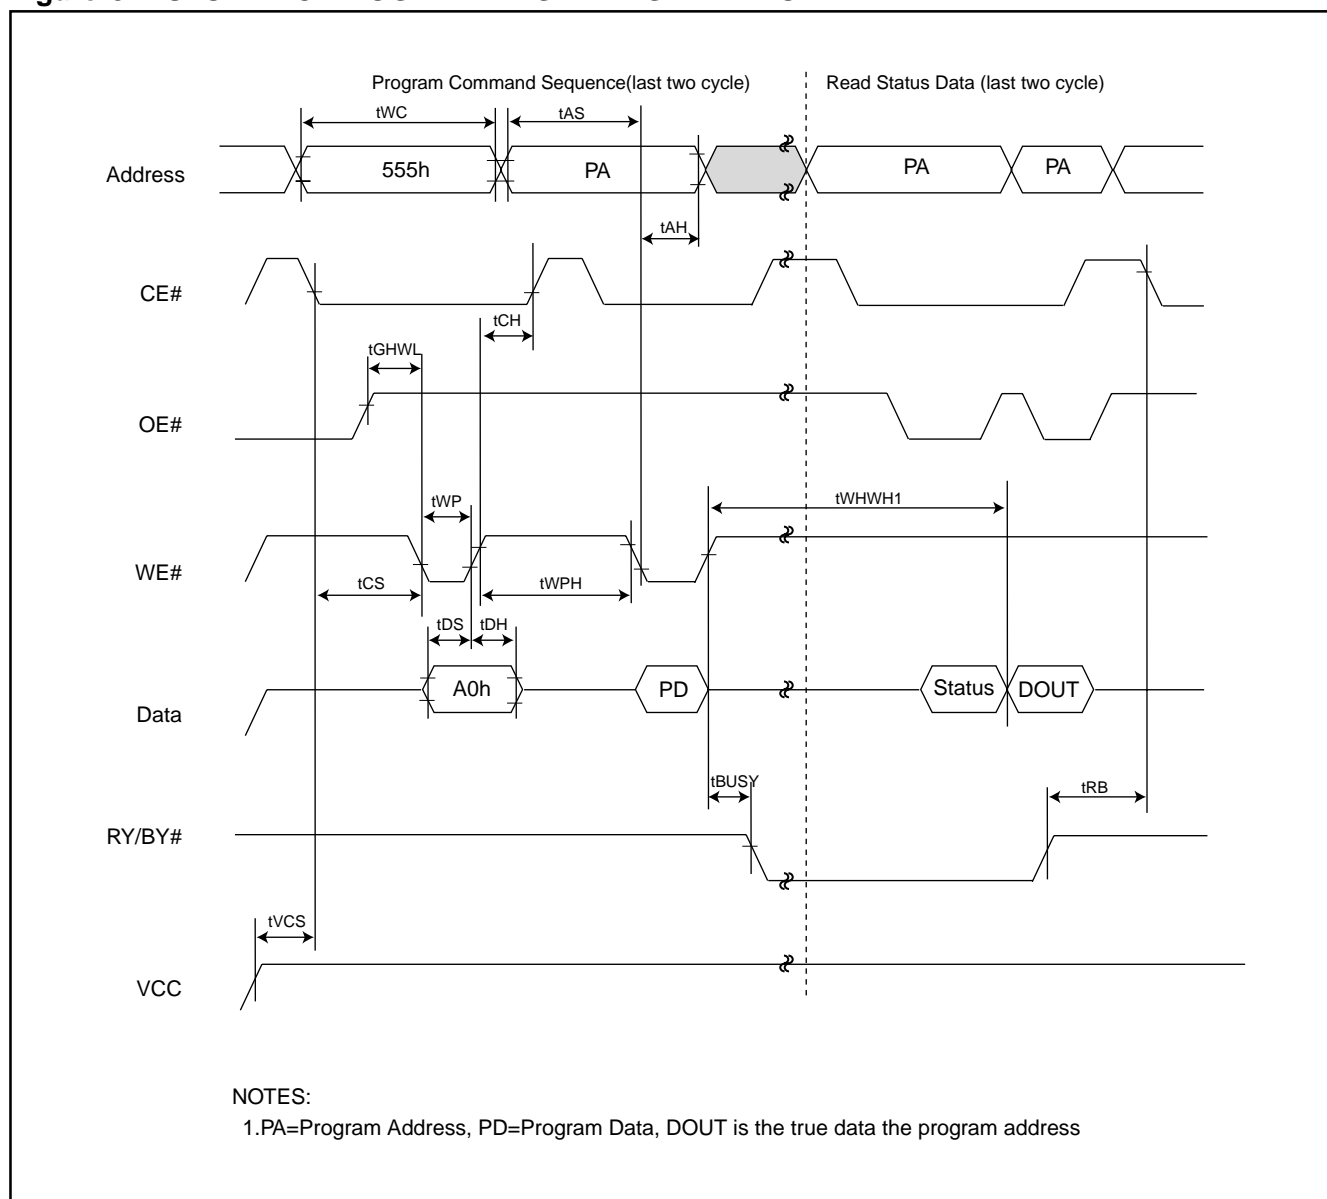 Program Command Sequence(last two cycle) Read Status Data (last two cycle)
tWC tAS
Address 555h PA PA PA
tAH
CE#
tCH
tGHWL
OE#
tWP tWHWH1
WE#
tCS tWPH
tDS tDH
Data A0h PD Status DOUT
tBUSY tRB
RY/BY#
tVCS
VCC
NOTES:
1.PA=Program Address, PD=Program Data, DOUT is the true data the program address